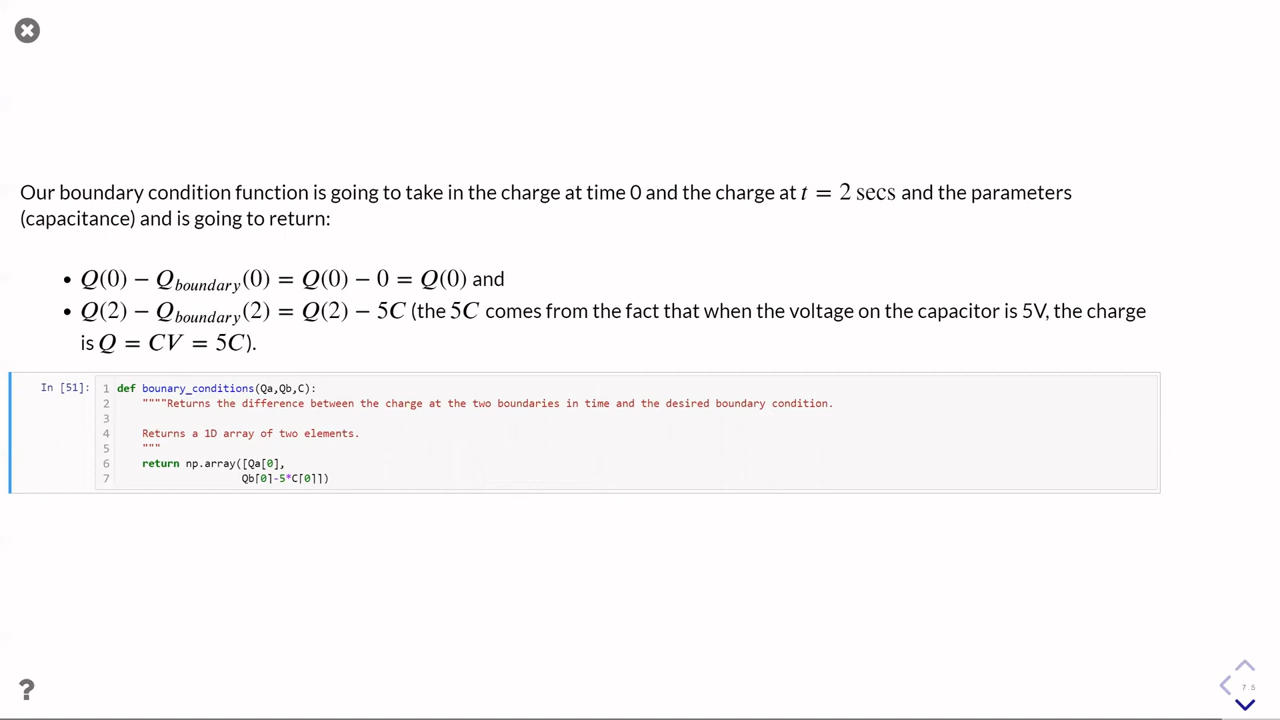 Our boundary condition function is going to take in the charge at time 0 and the charge at t = 2 secs and the parameters
(capacitance) and is going to return:
• Q(0) − Qboundary(0) = Q(0) − 0 = Q(0) and
• Q(2) − Qboundary(2) = Q(2) − 5C (the 5C comes from the fact that when the voltage on the capacitor is 5V, the charge
is Q = CV = 5C).
In [51]:
1 def bounary_conditions(Qa,Qb,C):
2     """"Returns the difference between the charge at the two boundaries in time and the desired boundary condition.
3
4     Returns a 1D array of two elements.
5     """
6     return np.array([Qa[0],
7                     Qb[0]-5*C[0]])
?
7.5